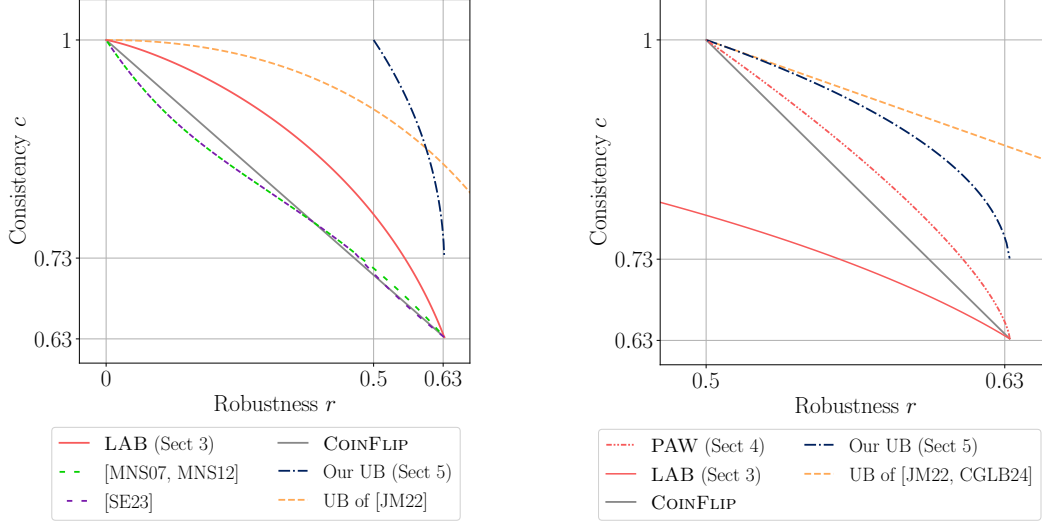 1
0.73
0.63
Consistency c
0
0.5
0.63
Robustness r
LAB (Sect 3)
[MNS07, MNS12]
[SE23]
COINFLIP
Our UB (Sect 5)
UB of [JM22]
1
0.73
0.63
Consistency c
0.5
0.63
Robustness r
PAW (Sect 4)
LAB (Sect 3)
COINFLIP
Our UB (Sect 5)
UB of [JM22, CGLB24]